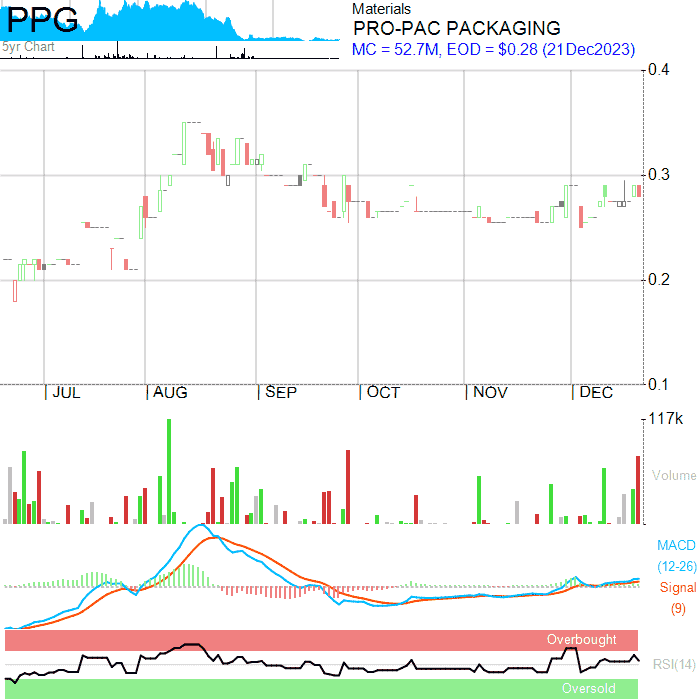 PPG
5yr Chart
Materials
PRO-PAC PACKAGING
MC = 52.7M, EOD = $0.28 (21Dec2023)
0.4
0.3
0.2
0.1
JUL AUG SEP OCT NOV DEC
117k
Volume
MACD
(12-26)
Signal
(9)
Overbought
RSI(14)
Oversold